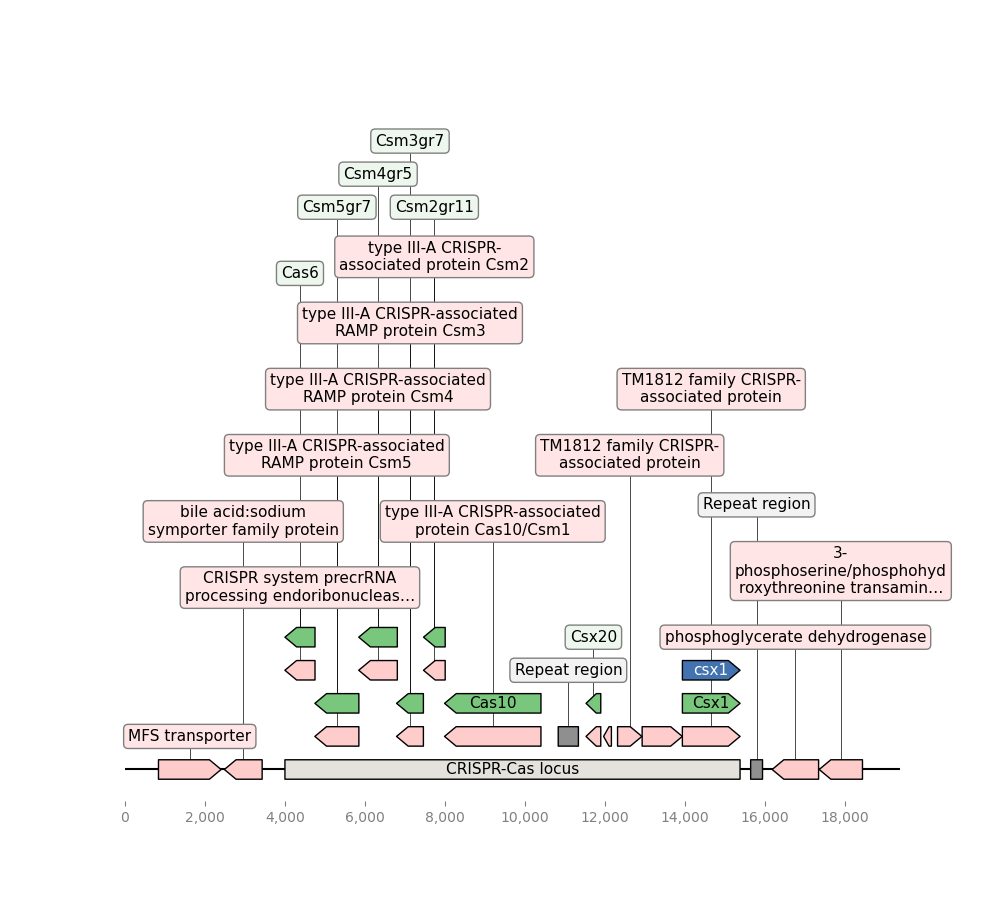 Csm3gr7
Csm4gr5
Csm5gr7
Csm2gr11
type III-A CRISPR-
associated protein Csm2
Cas6
type III-A CRISPR-associated
RAMP protein Csm3
type III-A CRISPR-associated
RAMP protein Csm4
TM1812 family CRISPR-
associated protein
type III-A CRISPR-associated
RAMP protein Csm5
TM1812 family CRISPR-
associated protein
Repeat region
bile acid:sodium
symporter family protein
type III-A CRISPR-associated
protein Cas10/Csm1
3-
phosphoserine/phosphohyd
roxythreonine transamin...
CRISPR system precrRNA
processing endoribonucleas...
Csx20
phosphoglycerate dehydrogenase
Repeat region
csx1
Cas10
Csx1
MFS transporter
CRISPR-Cas locus
0 2,000 4,000 6,000 8,000 10,000 12,000 14,000 16,000 18,000